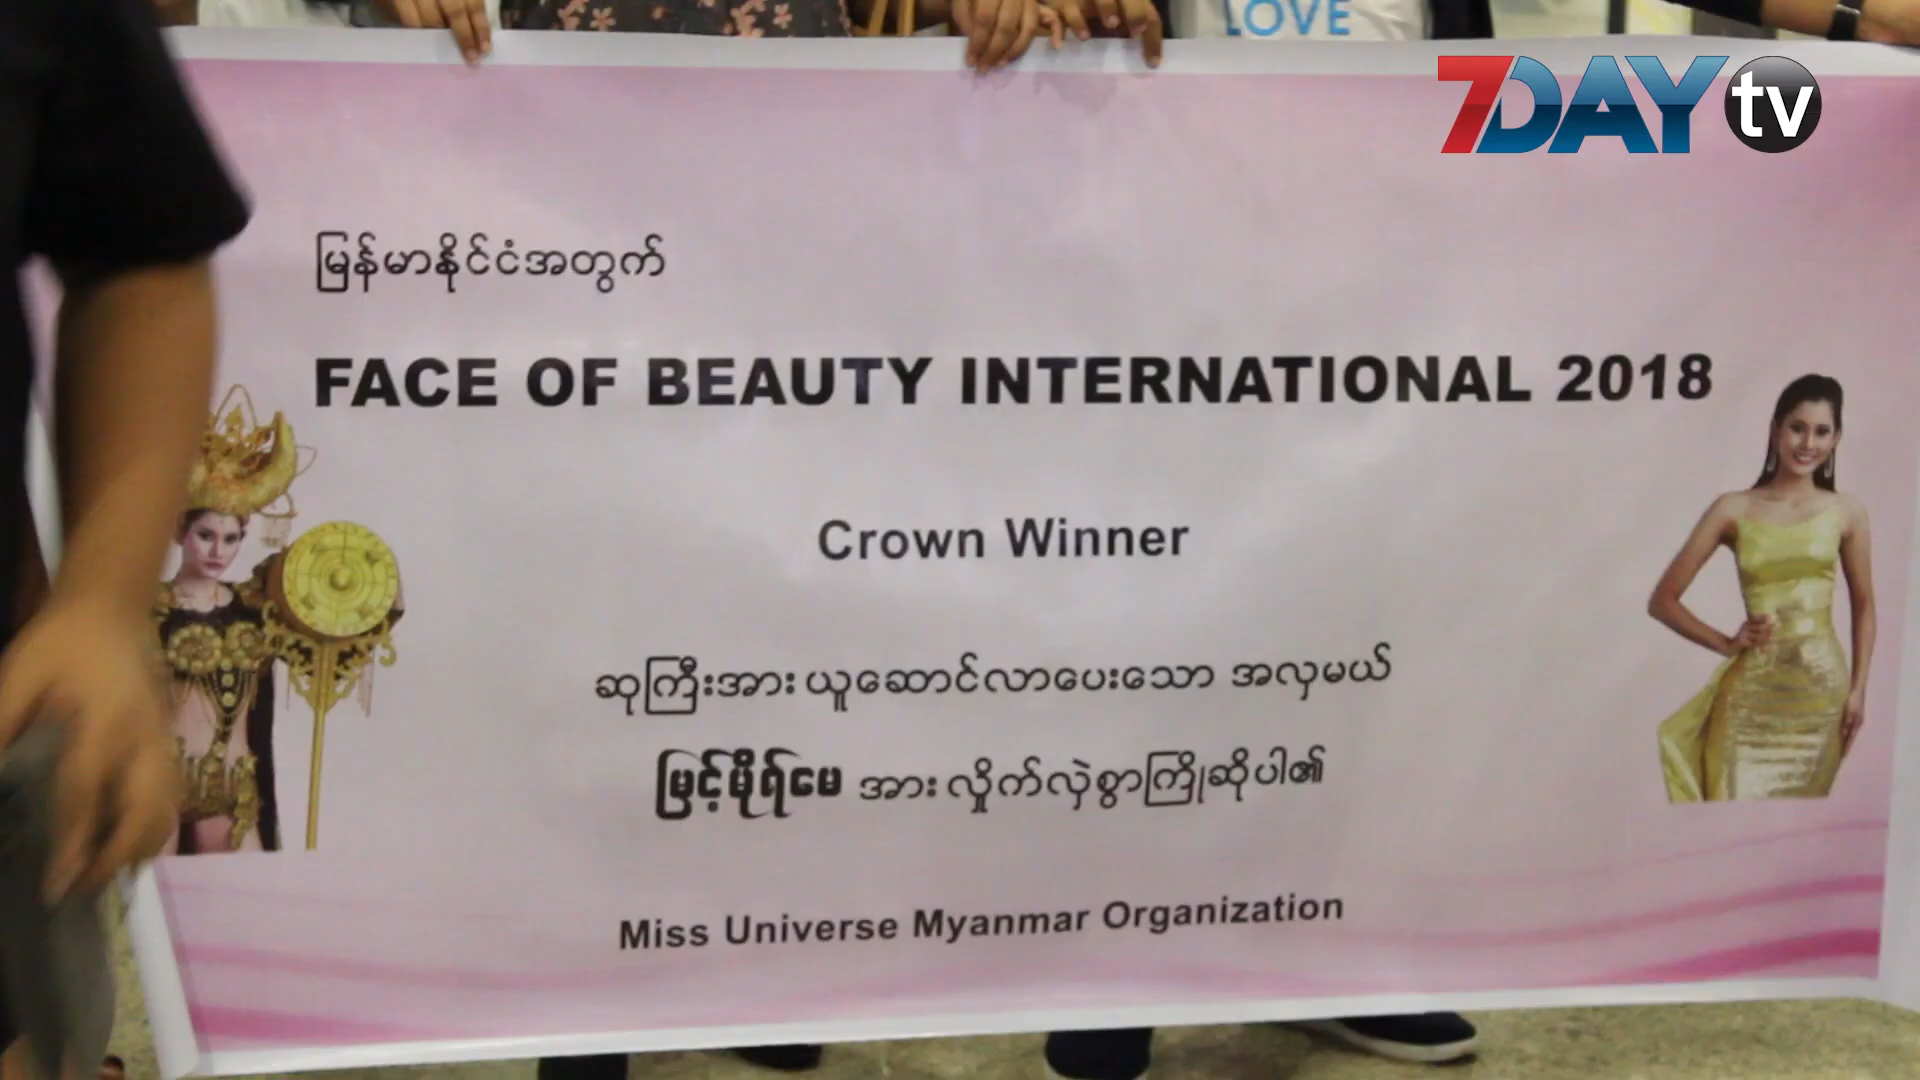 LOVE
7DAY tv
မြန်မာနိုင်ငံအတွက်
FACE OF BEAUTY INTERNATIONAL 2018
Crown Winner
ဆုကြီးအား ယူဆောင်လာပေးသော အလှမယ်
မြင့်မိုရ်မေ အား လှိုက်လှဲစွာကြိုဆိုပါ၏
Miss Universe Myanmar Organization